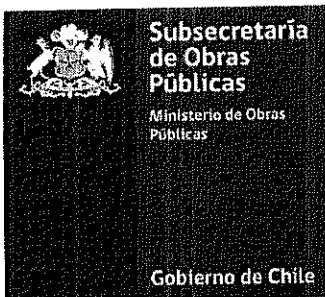 Subsecretaría
de Obras
Públicas
Ministerio de Obras
Públicas
Gobierno de Chile